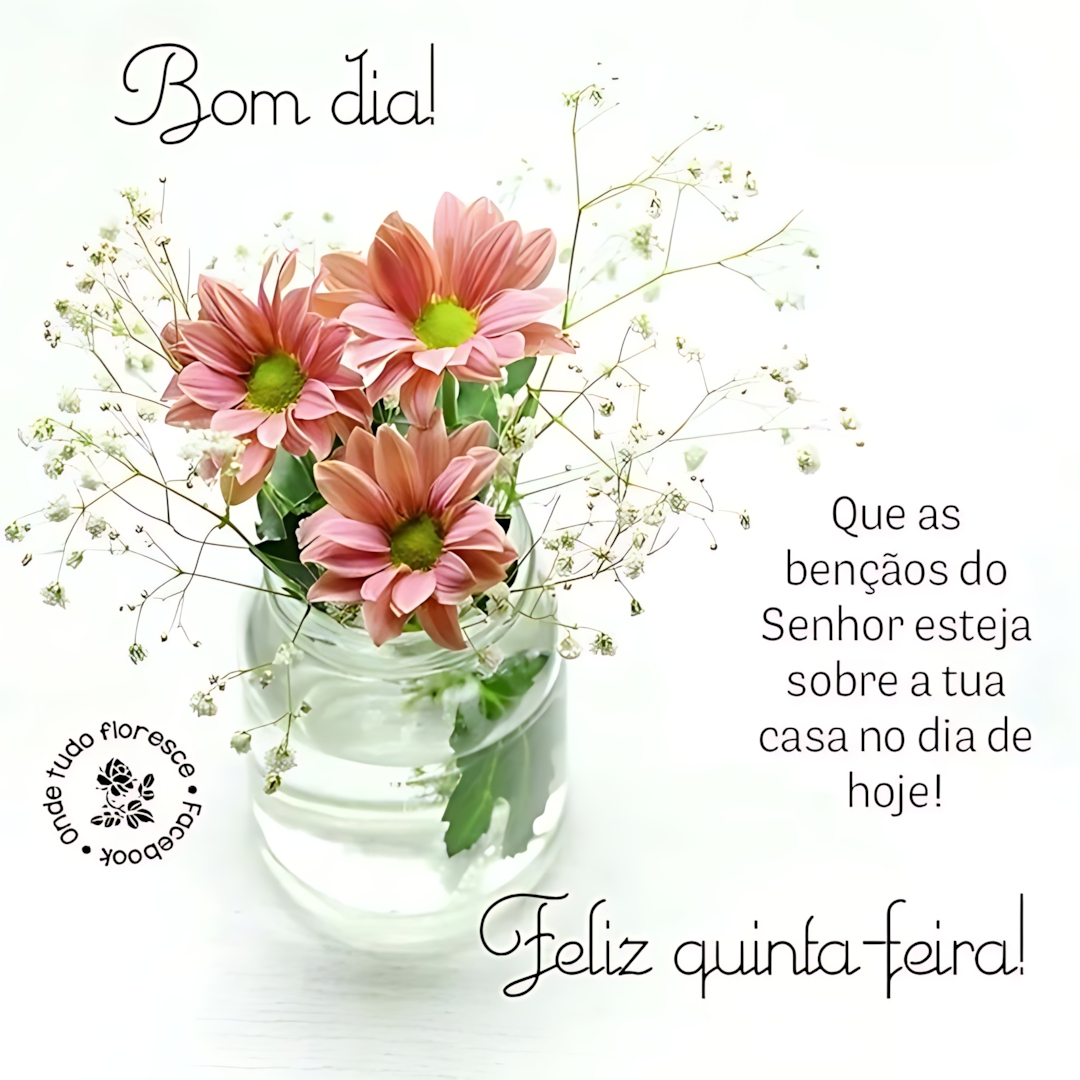 Bom dia!
Que as
bençãos do
Senhor esteja
sobre a tua
casa no dia de
hoje!
onde tudo floresce • Facebook •
Feliz quinta-feira!